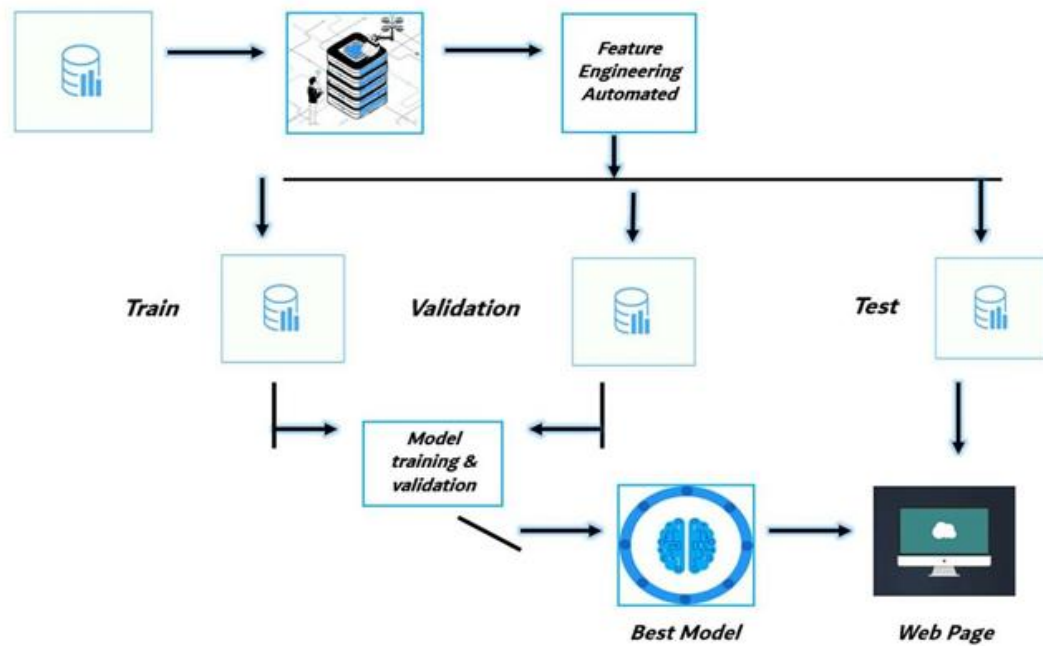 Feature
Engineering
Automated
Train
Validation
Test
Model
training &
validation
Best Model
Web Page